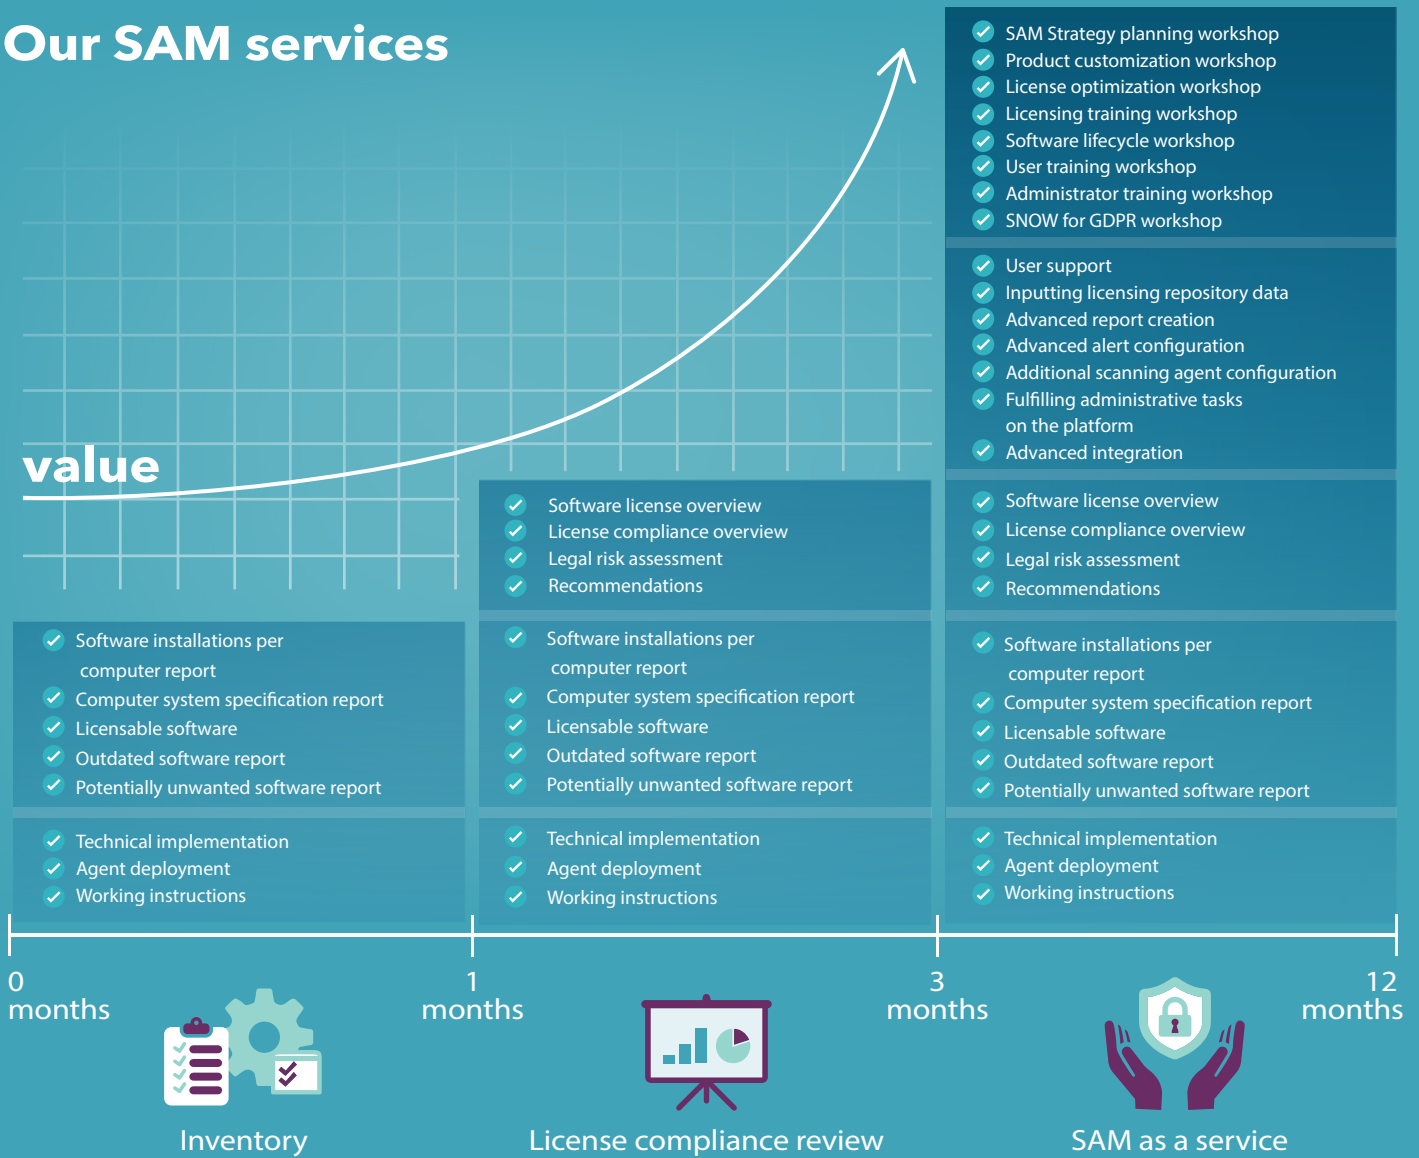 Our SAM services
value
Software installations per
computer report
Computer system specification report
Licensable software
Outdated software report
Potentially unwanted software report
Technical implementation
Agent deployment
Working instructions
Software license overview
License compliance overview
Legal risk assessment
Recommendations
Software installations per
computer report
Computer system specification report
Licensable software
Outdated software report
Potentially unwanted software report
Technical implementation
Agent deployment
Working instructions
SAM Strategy planning workshop
Product customization workshop
License optimization workshop
Licensing training workshop
Software lifecycle workshop
User training workshop
Administrator training workshop
SNOW for GDPR workshop
User support
Inputting licensing repository data
Advanced report creation
Advanced alert configuration
Additional scanning agent configuration
Fulfilling administrative tasks
on the platform
Advanced integration
Software license overview
License compliance overview
Legal risk assessment
Recommendations
Software installations per
computer report
Computer system specification report
Licensable software
Outdated software report
Potentially unwanted software report
Technical implementation
Agent deployment
Working instructions
0
months
1
months
3
months
12
months
Inventory
License compliance review
SAM as a service